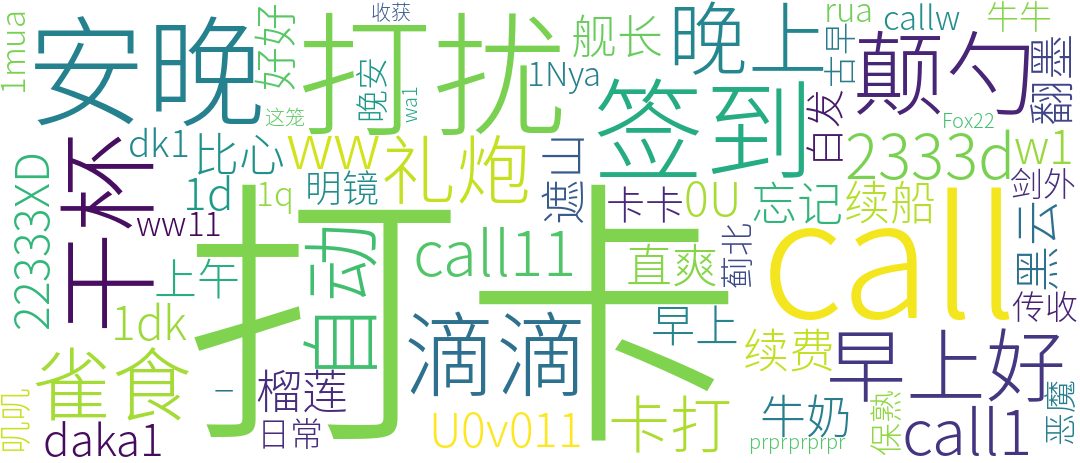 收获
1mua
安晚
好好
打扰
舰长
晚上
rua
callw
牛牛
古早
颠勺
翻墨
1Nya
晚安
wa1
签到
白发
Fox22
这笼
干杯
dk1
比心
ww
礼炮
遮山
2333d
w1
2333XD
1d
1q
明镜
卡卡
0U
忘记
续船
剑外
ww11
打卡
自动
call11
直爽
蓟北
call
黑云
上午
传收
1dk
滴滴
早上
续费
早上好
雀食
一
榴莲
叽叽
daka1
日常
U0v011
卡打
牛奶
prprprprpr
保熟
call1
恶魔